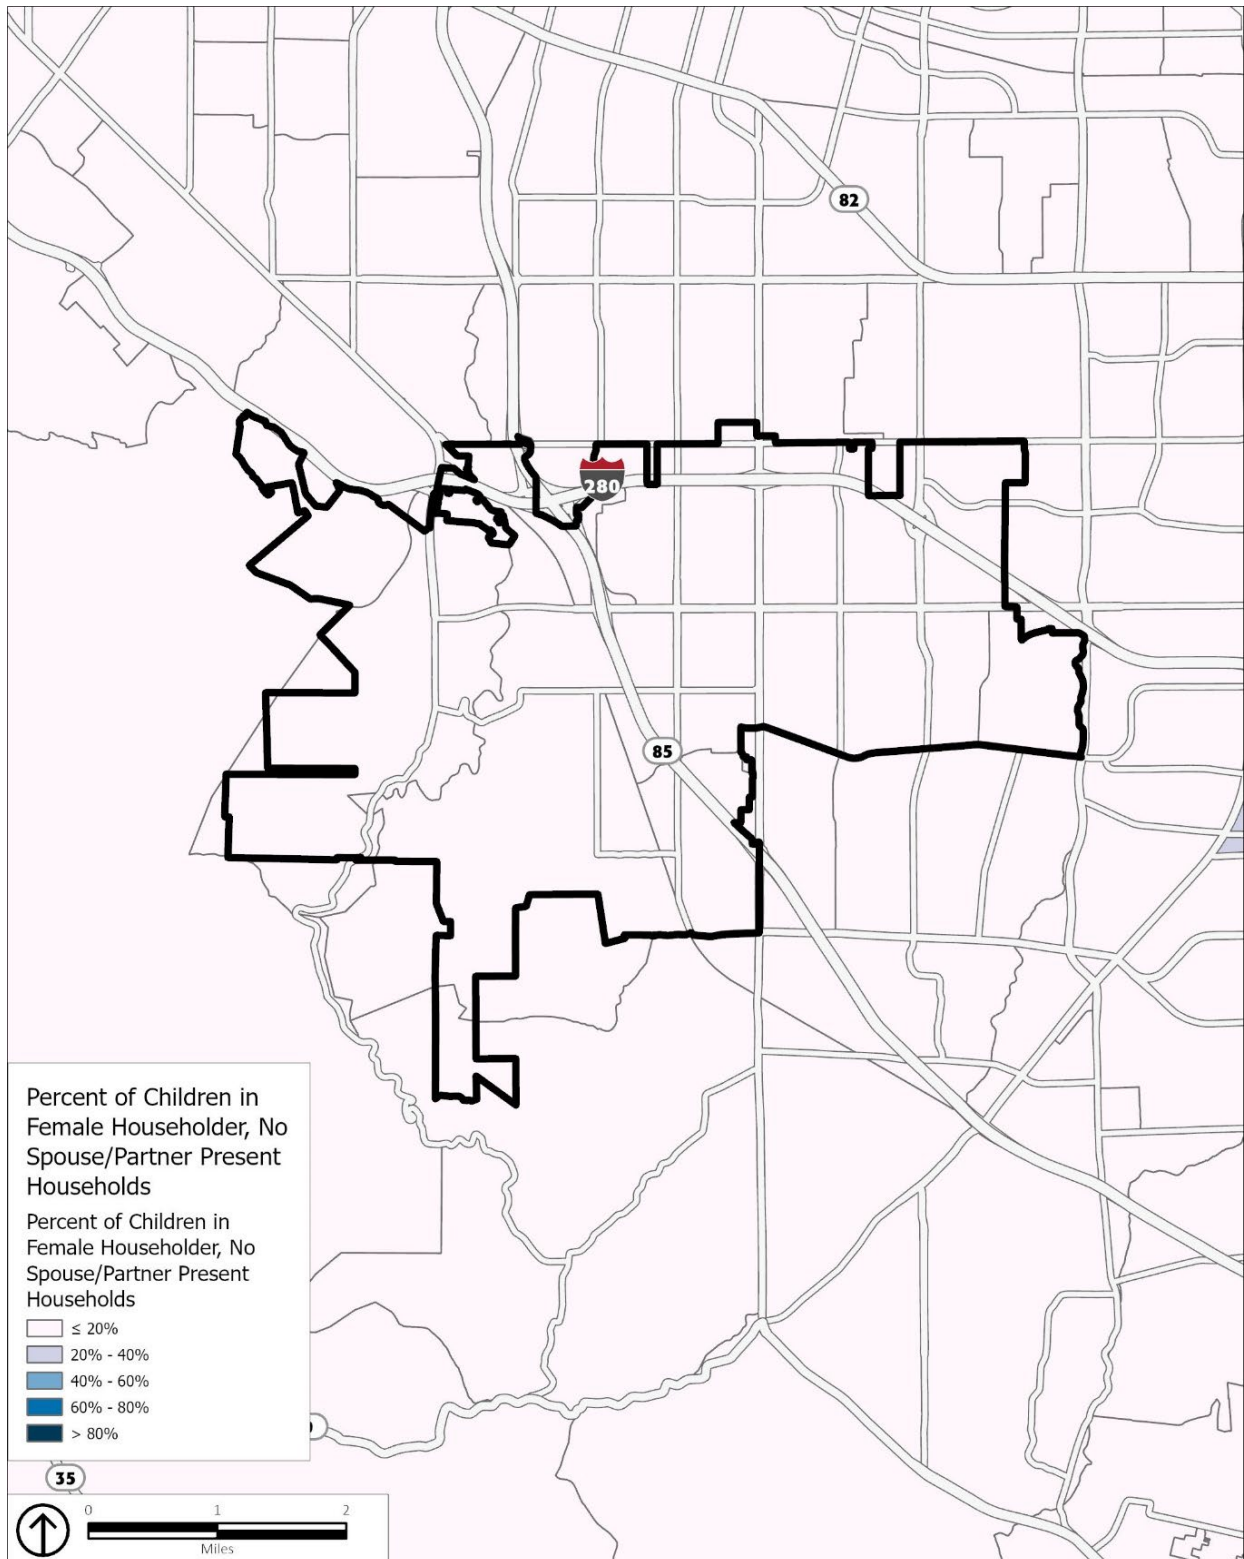 82
280
85
Percent of Children in
Female Householder, No
Spouse/Partner Present
Households
Percent of Children in
Female Householder, No
Spouse/Partner Present
Households
≤ 20%
20% - 40%
40% - 60%
60% - 80%
> 80%
35
0 1 2
Miles